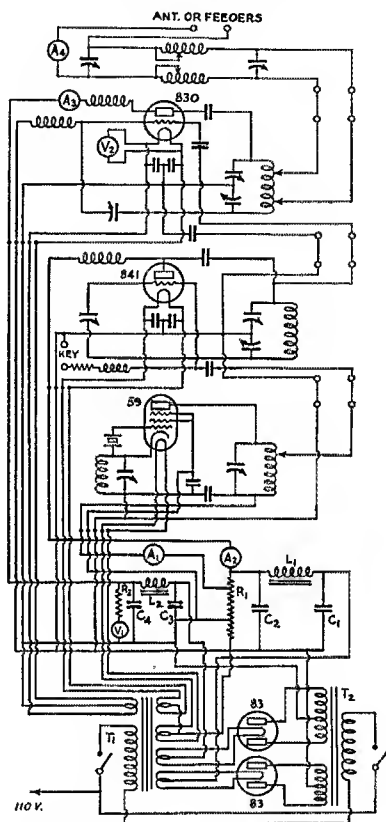 ANT. OR FEEDERS
A4
A3
830
V2
841
KEY
59
A1
A2
L1
R2
L2
R1
C4
C3
C2
C1
V1
T1
83
T2
83
110 V.